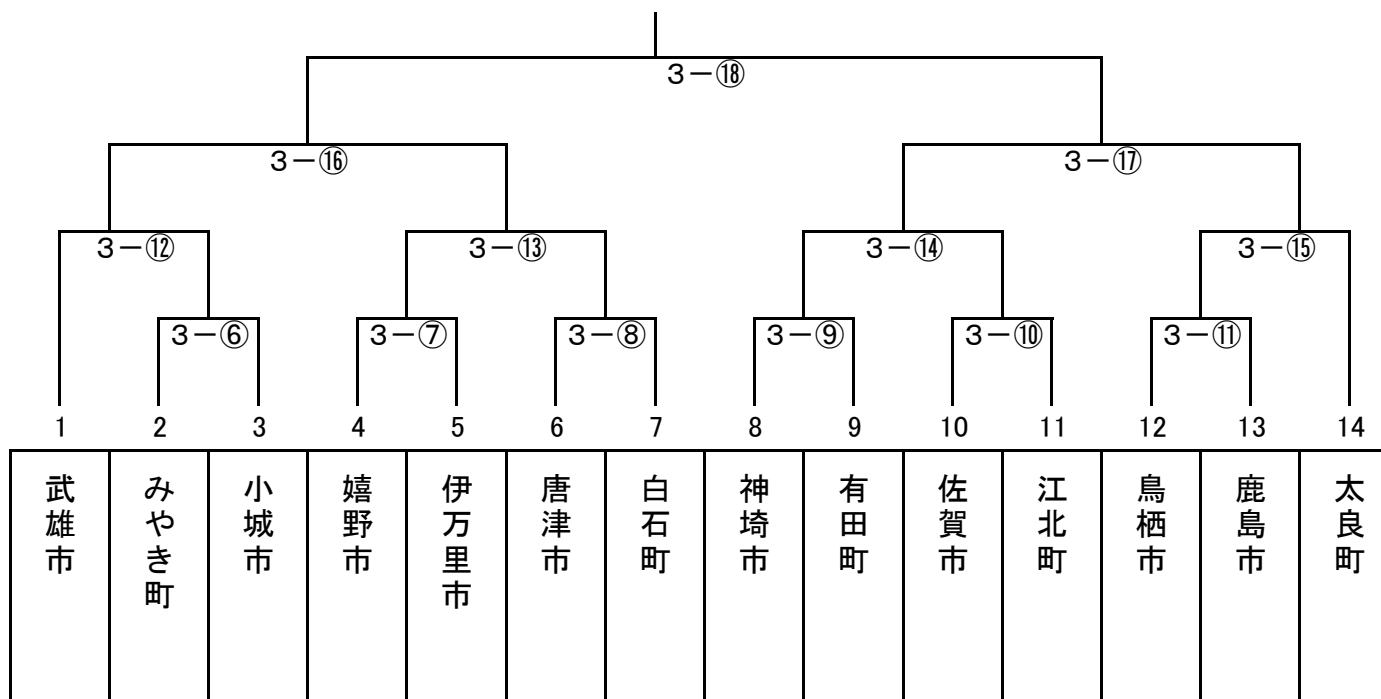 3－⑱
3－⑯
3－⑰
3－⑫
3－⑬
3－⑭
3－⑮
3－⑥
3－⑦
3－⑧
3－⑨
3－⑩
3－⑪
1 2 3 4 5 6 7 8 9 10 11 12 13 14
武雄市
みやき町
小城市
嬉野市
伊万里市
唐津市
白石町
神埼市
有田町
佐賀市
江北町
鳥栖市
鹿島市
太良町